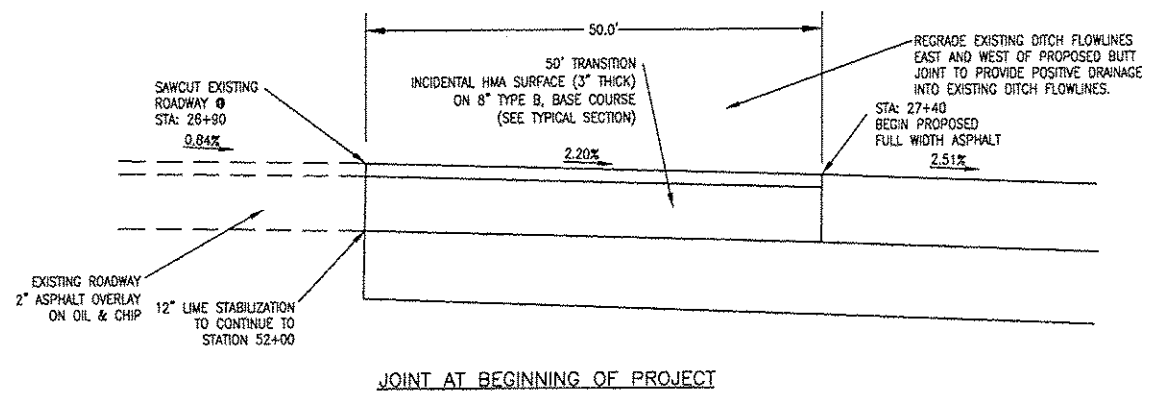 50.0'
REGRADE EXISTING DITCH FLOWLINES
EAST AND WEST OF PROPOSED BUTT
JOINT TO PROVIDE POSITIVE DRAINAGE
INTO EXISTING DITCH FLOWLINES.
50' TRANSITION
INCIDENTAL HMA SURFACE (3" THICK)
ON 8" TYPE B, BASE COURSE
(SEE TYPICAL SECTION)
SAWCUT EXISTING
ROADWAY @
STA: 26+90
STA: 27+40
BEGIN PROPOSED
FULL WIDTH ASPHALT
0.84%
2.20%
2.51%
EXISTING ROADWAY
2" ASPHALT OVERLAY
ON OIL & CHIP
12" LIME STABILIZATION
TO CONTINUE TO
STATION 52+00
JOINT AT BEGINNING OF PROJECT